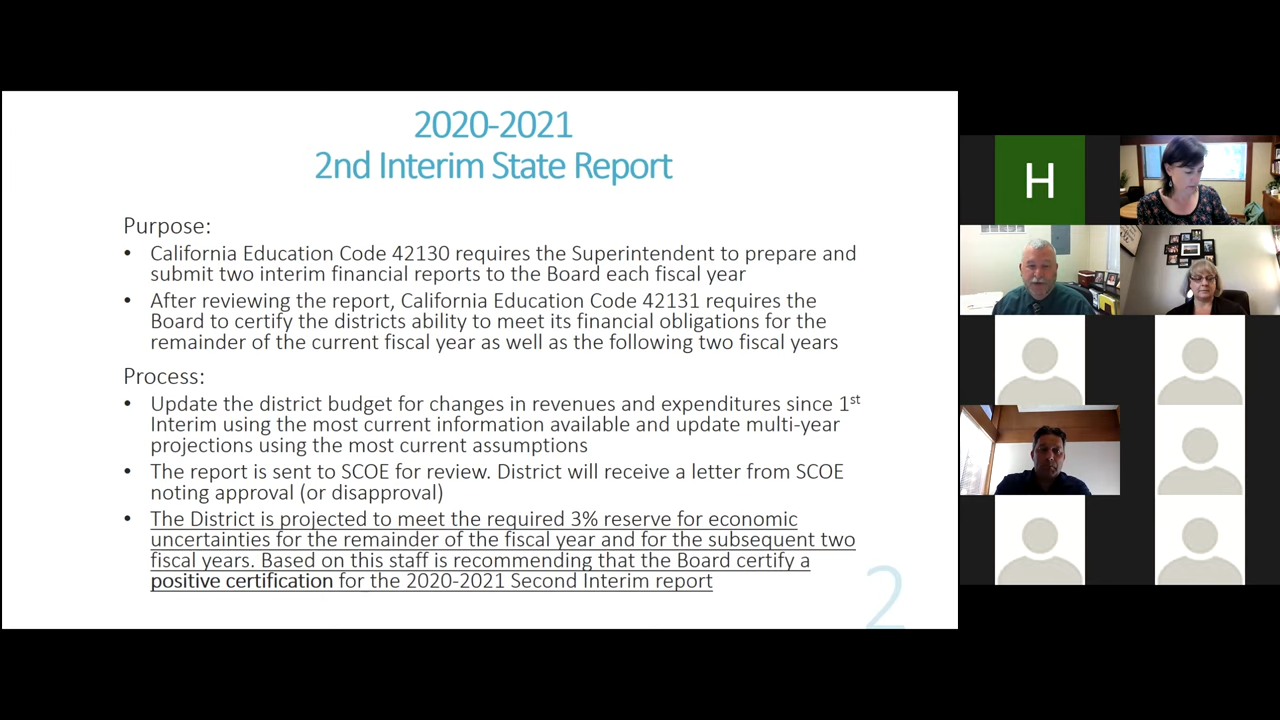 2020-2021
2nd Interim State Report
Purpose:
• California Education Code 42130 requires the Superintendent to prepare and
submit two interim financial reports to the Board each fiscal year
• After reviewing the report, California Education Code 42131 requires the
Board to certify the districts ability to meet its financial obligations for the
remainder of the current fiscal year as well as the following two fiscal years
Process:
• Update the district budget for changes in revenues and expenditures since 1st
Interim using the most current information available and update multi-year
projections using the most current assumptions
• The report is sent to SCOE for review. District will receive a letter from SCOE
noting approval (or disapproval)
• The District is projected to meet the required 3% reserve for economic
uncertainties for the remainder of the fiscal year and for the subsequent two
fiscal years. Based on this staff is recommending that the Board certify a
positive certification for the 2020-2021 Second Interim report
2
H